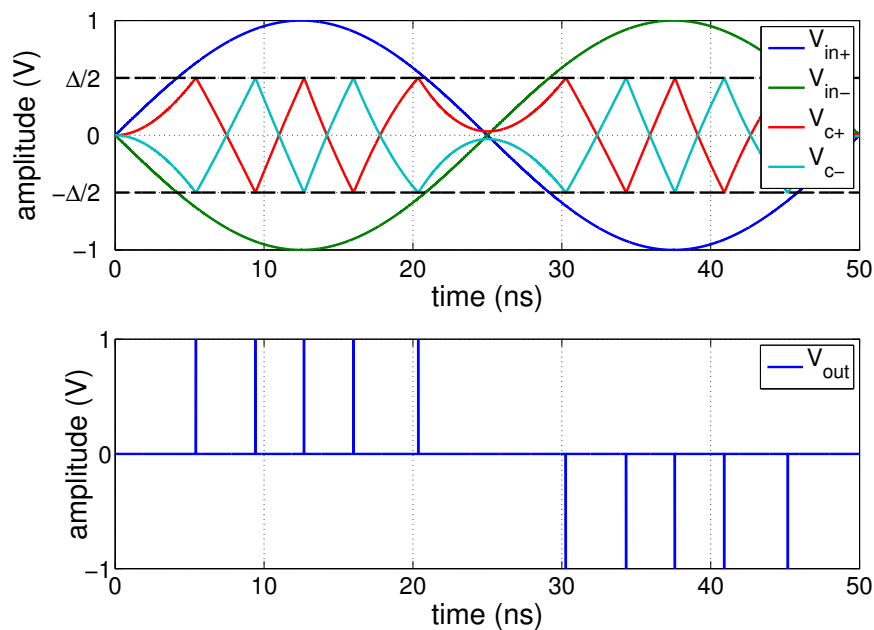 1
Δ/2
0
−Δ/2
−1
amplitude (V)
0
10
20
30
40
50
time (ns)
V_in+
V_in−
V_c+
V_c−
1
0
−1
amplitude (V)
0
10
20
30
40
50
time (ns)
V_out